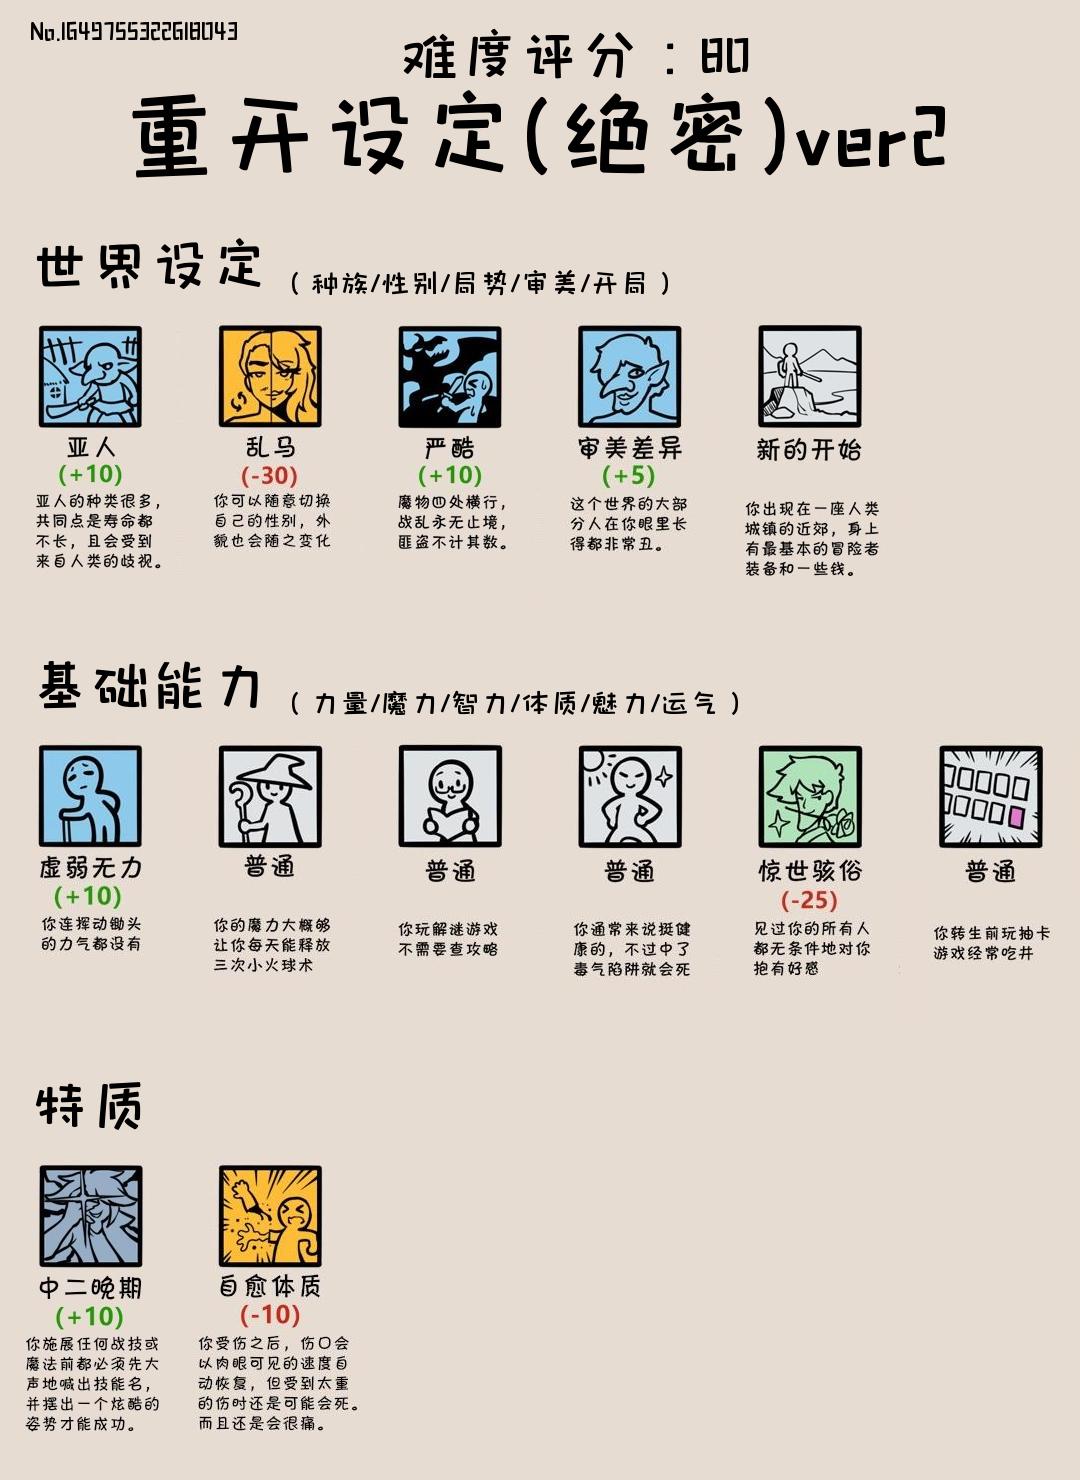 No.1649755322618043
难度评分：80
重开设定(绝密)ver2
世界设定 （种族/性别/局势/审美/开局）
亚人
(+10)
亚人的种类很多，
共同点是寿命都
不长，且会受到
来自人类的歧视。
乱马
(-30)
你可以随意切换
自己的性别，外
貌也会随之变化
严酷
(+10)
魔物四处横行，
战乱永无止境，
匪盗不计其数。
审美差异
(+5)
这个世界的大部
分人在你眼里长
得都非常丑。
新的开始
你出现在一座人类
城镇的近郊，身上
有最基本的冒险者
装备和一些钱。
基础能力 （力量/魔力/智力/体质/魅力/运气）
虚弱无力
(+10)
你连挥动锄头
的力气都没有
普通
你的魔力大概够
让你每天能释放
三次小火球术
普通
你玩解谜游戏
不需要查攻略
普通
你通常来说挺健
康的，不过中了
毒气陷阱就会死
惊世骇俗
(-25)
见过你的所有人
都无条件地对你
抱有好感
普通
你转生前玩抽卡
游戏经常吃井
特质
中二晚期
(+10)
你施展任何战技或
魔法前都必须先大
声地喊出技能名，
并摆出一个炫酷的
姿势才能成功。
自愈体质
(-10)
你受伤之后，伤口会
以肉眼可见的速度自
动恢复，但受到太重
的伤时还是可能会死。
而且还是会很痛。